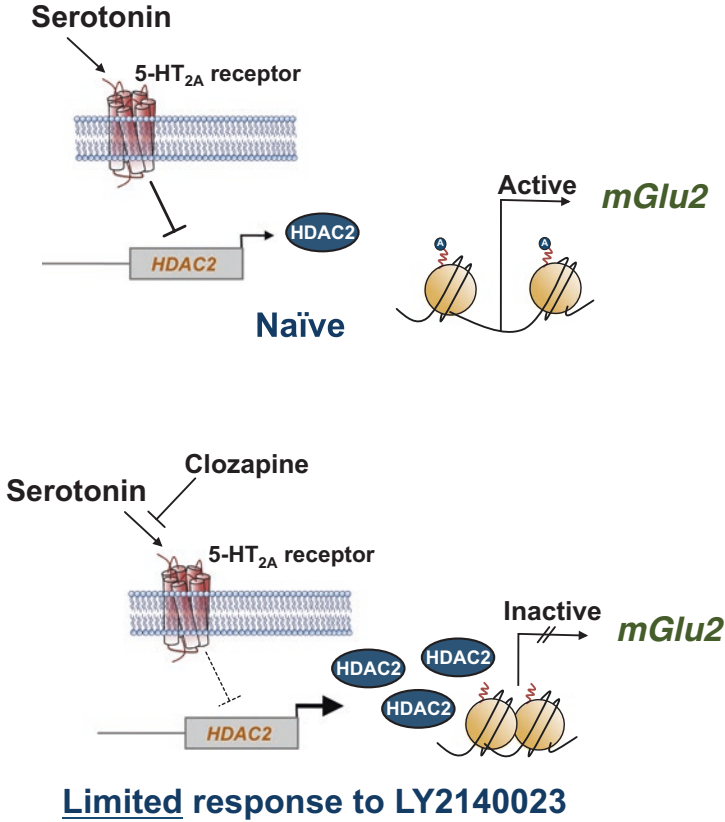 Serotonin
5-HT2A receptor
HDAC2
HDAC2
Active
mGlu2
A
A
Naïve
Clozapine
Serotonin
5-HT2A receptor
HDAC2
HDAC2
HDAC2
HDAC2
Inactive
mGlu2
Limited response to LY2140023